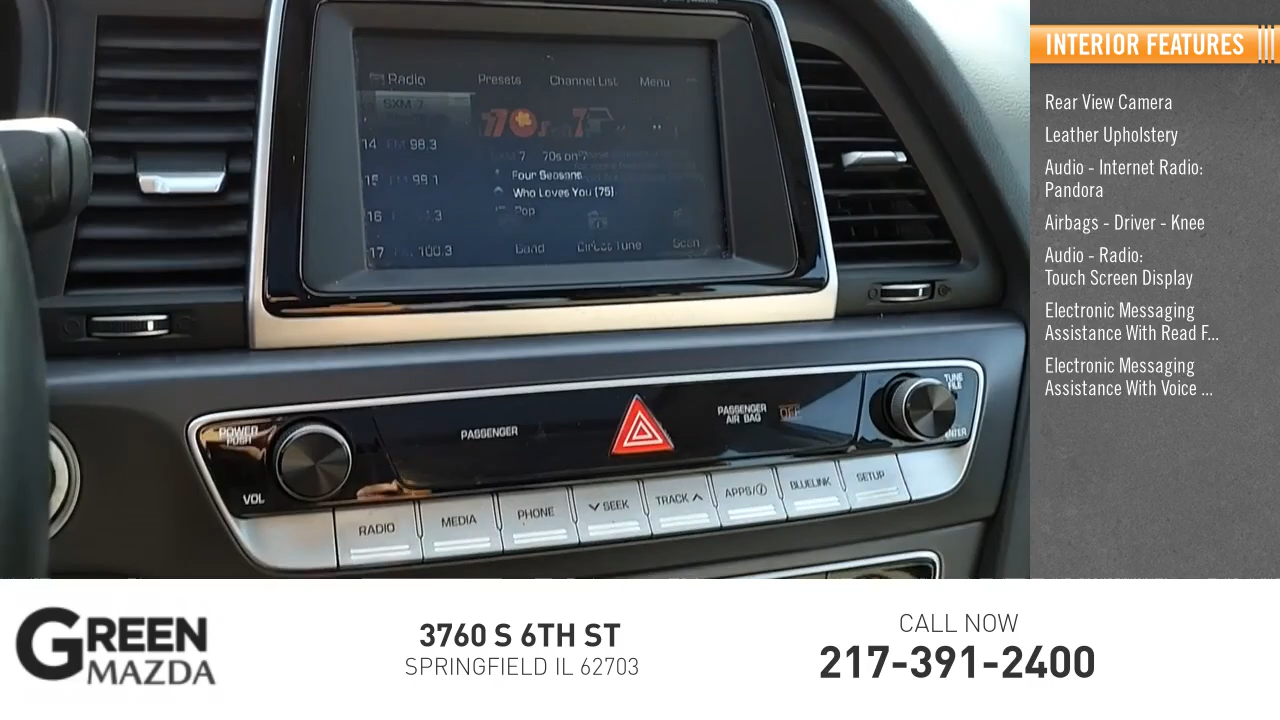 Radio
Presets
Channel List
Menu
SXM 7
14 FM 98.3
15 FM 99.1
16
17
100.3
70s on 7
Four Seasons
Who Loves You (75)
Pop
Band
Direct Tune
Scan
POWER
PUSH
VOL
PASSENGER
PASSENGER
AIR BAG
OFF
TUNE
FILE
ENTER
RADIO
MEDIA
PHONE
SEEK
TRACK
APPS/i
BLUELINK
SETUP
INTERIOR FEATURES
Rear View Camera
Leather Upholstery
Audio - Internet Radio:
Pandora
Airbags - Driver - Knee
Audio - Radio:
Touch Screen Display
Electronic Messaging
Assistance With Read F...
Electronic Messaging
Assistance With Voice ...
GREEN
MAZDA
3760 S 6TH ST
SPRINGFIELD IL 62703
CALL NOW
217-391-2400